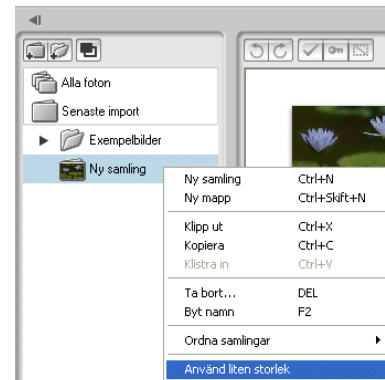 Alla foton
Senaste import
Exempelbilder
Ny samling
Ny samling Ctrl+N
Ny mapp Ctrl+Skift+N
Klipp ut Ctrl+X
Kopiera Ctrl+C
Klistra in Ctrl+V
Ta bort... DEL
Byt namn F2
Ordna samlingar
Använd liten storlek